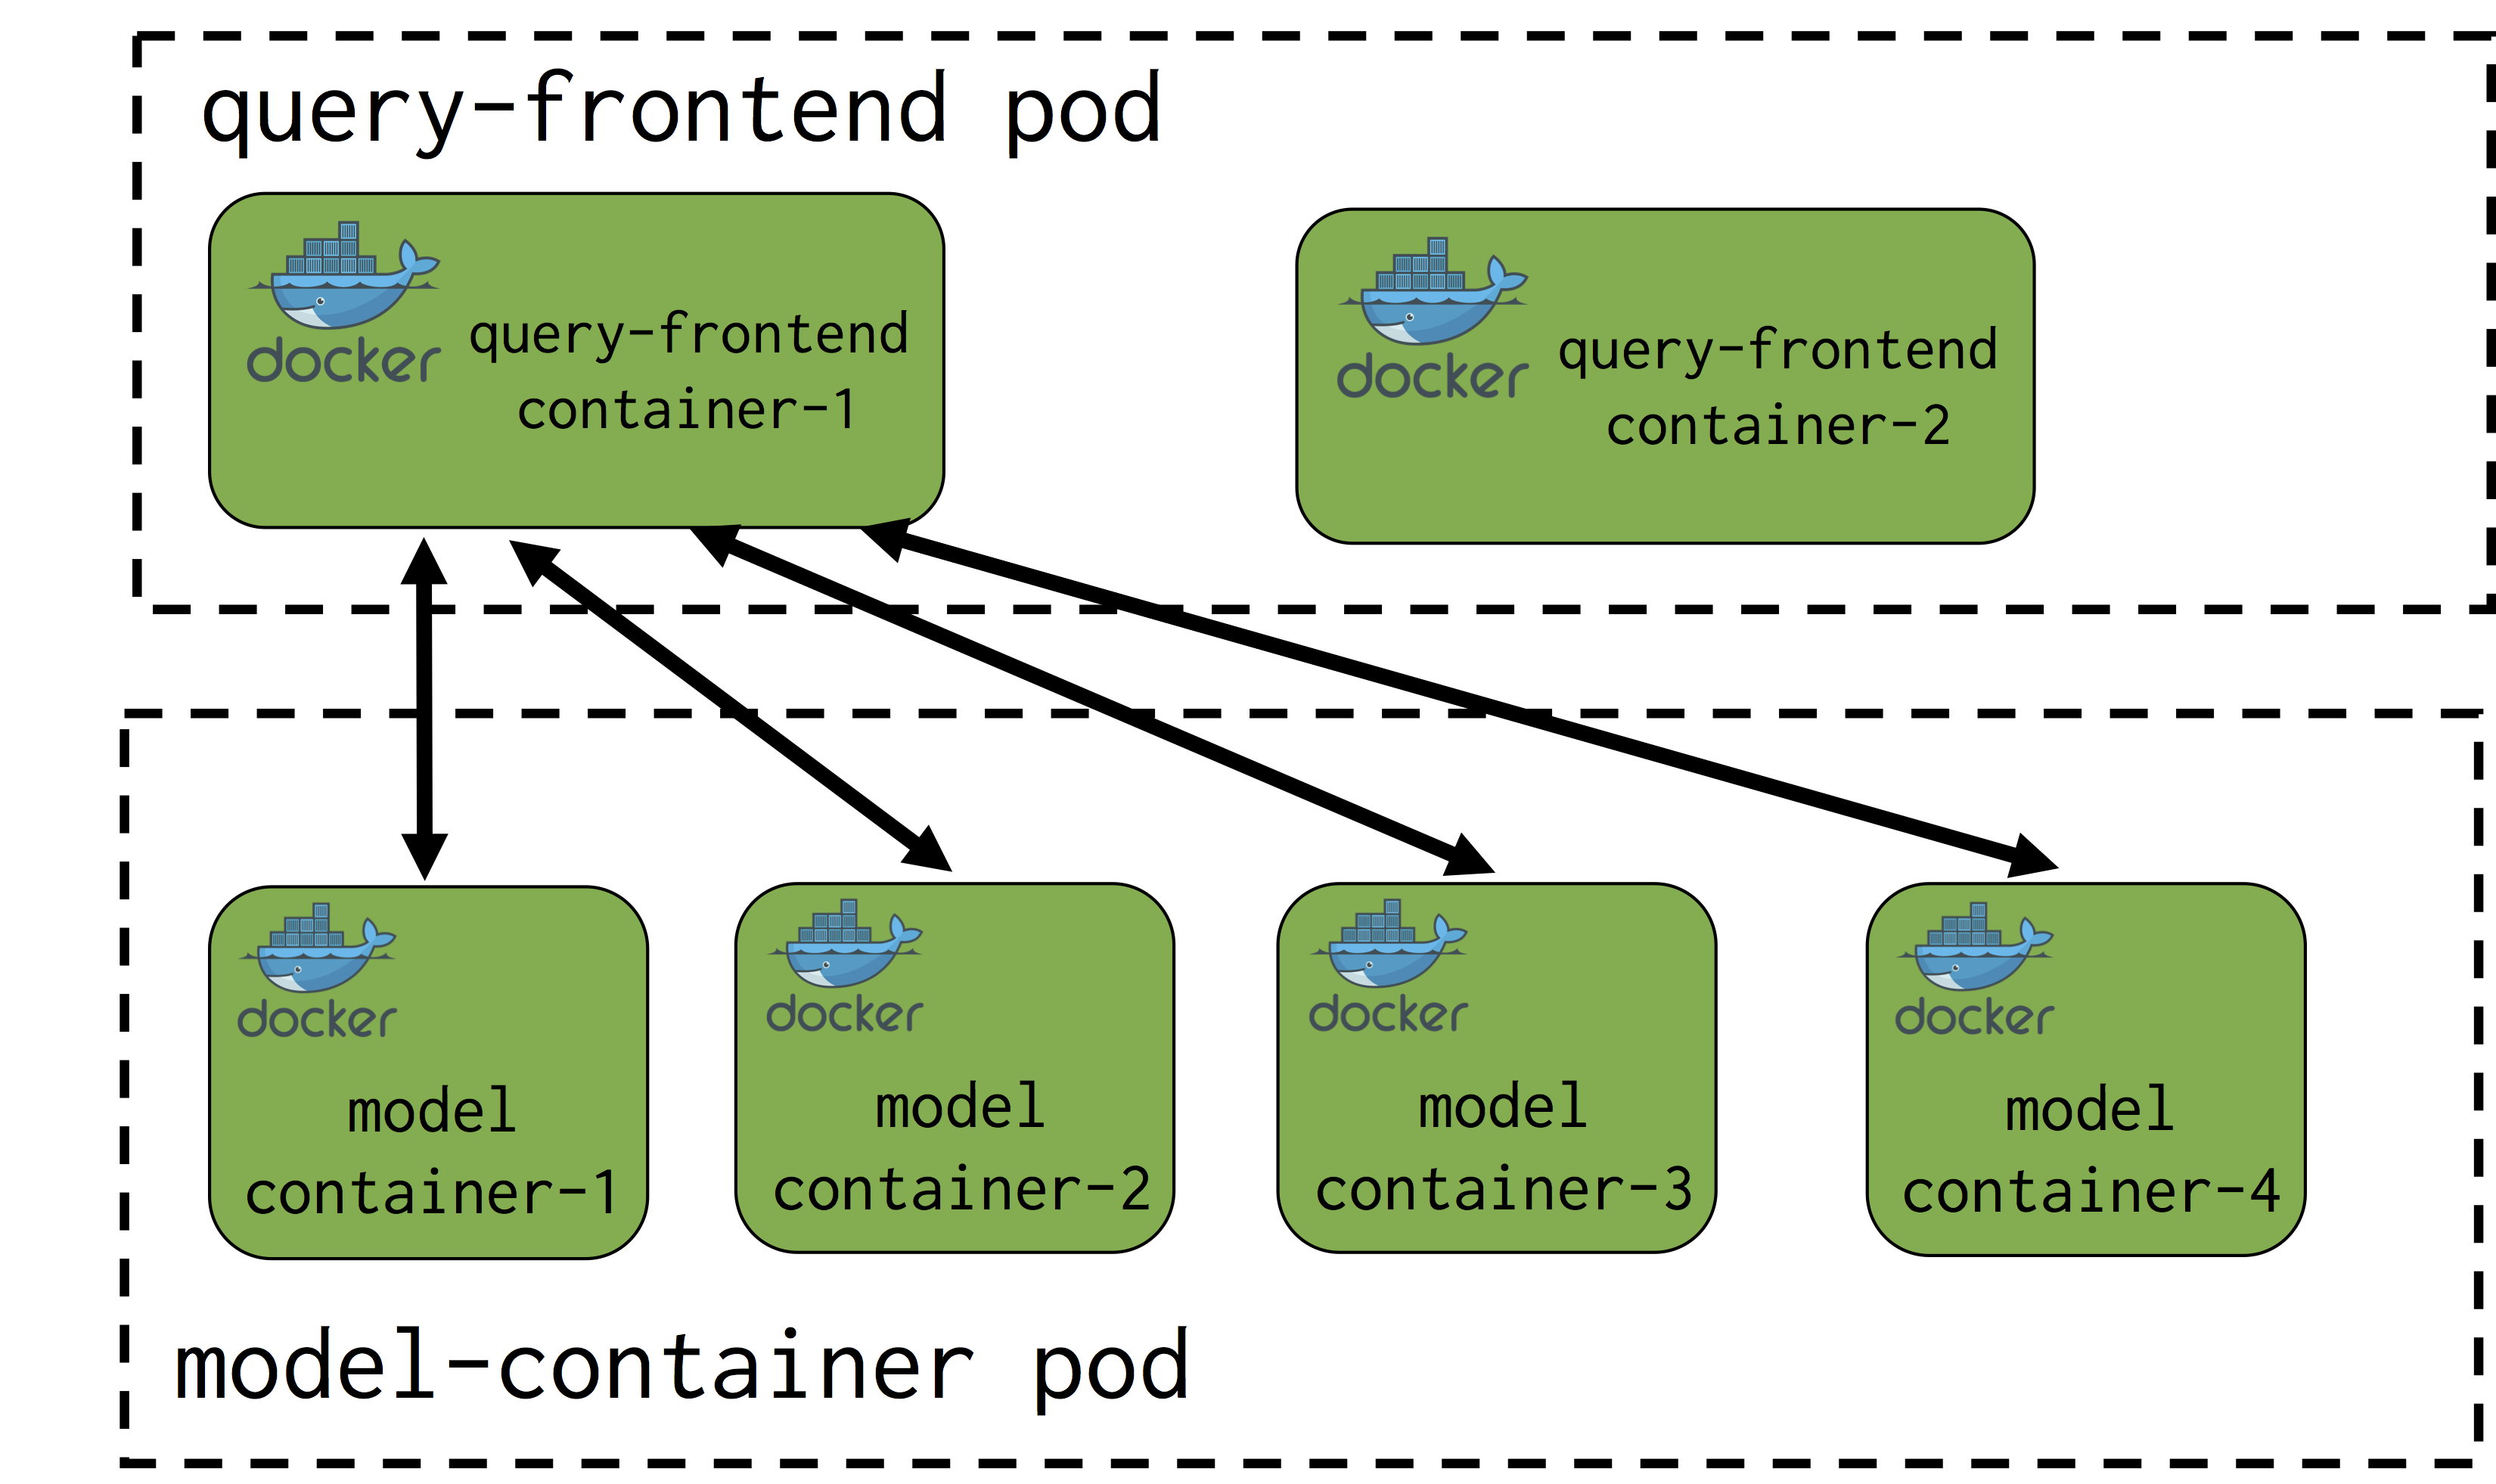 query-frontend pod
docker
query-frontend
container-1
docker
query-frontend
container-2
docker
model
container-1
docker
model
container-2
docker
model
container-3
docker
model
container-4
model-container pod